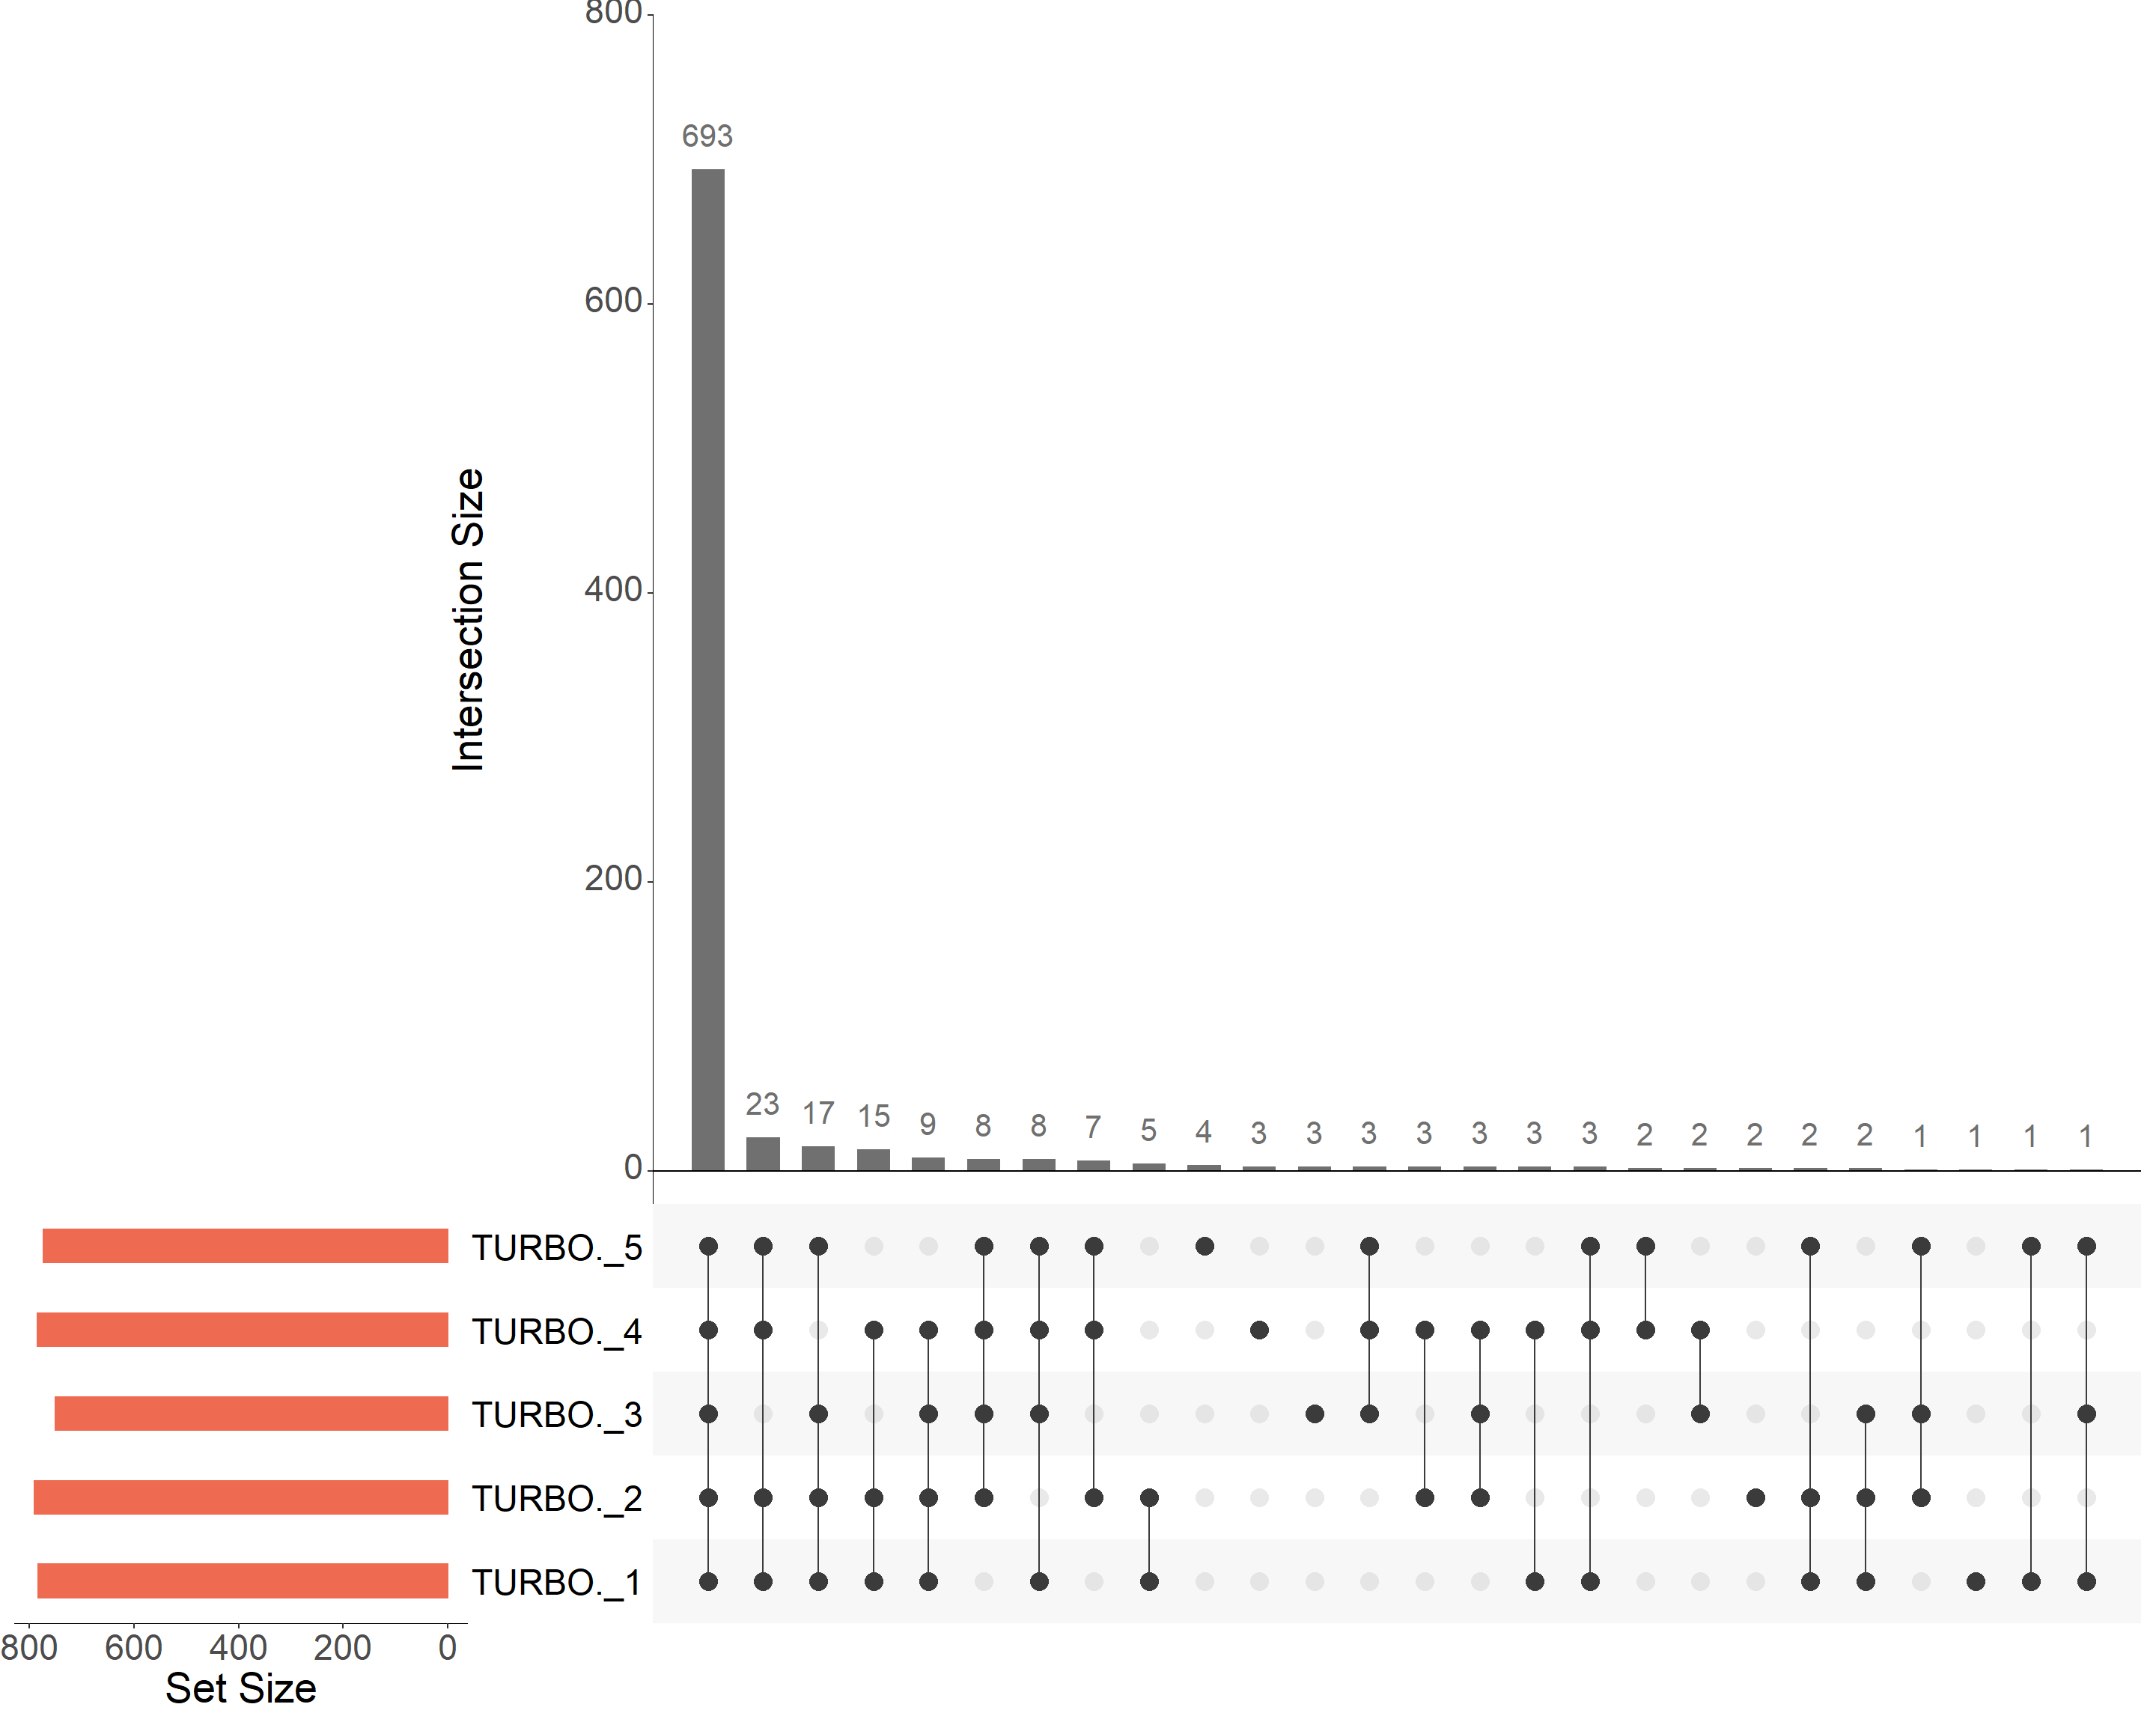 800
693
600
Intersection Size
400
200
23 17 15 9 8 8 7 5 4 3 3 3 3 3 3 3 2 2 2 2 2 1 1 1 1
0
TURBO._5
TURBO._4
TURBO._3
TURBO._2
TURBO._1
800 600 400 200 0
Set Size